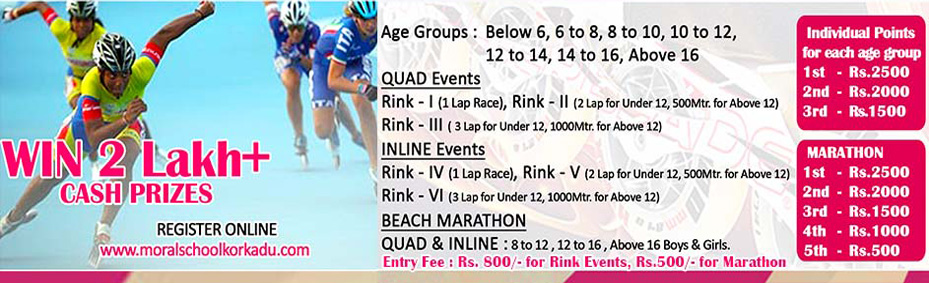 WIN 2 Lakh+
CASH PRIZES
REGISTER ONLINE
www.moralschoolkorkadu.com
Age Groups : Below 6, 6 to 8, 8 to 10, 10 to 12,
12 to 14, 14 to 16, Above 16
QUAD Events
Rink - I (1 Lap Race), Rink - II (2 Lap for Under 12, 500Mtr. for Above 12)
Rink - III ( 3 Lap for Under 12, 1000Mtr. for Above 12)
INLINE Events
Rink - IV (1 Lap Race), Rink - V (2 Lap for Under 12, 500Mtr. for Above 12)
Rink - VI (3 Lap for Under 12, 1000Mtr. for Above 12)
BEACH MARATHON
QUAD & INLINE : 8 to 12 , 12 to 16 , Above 16 Boys & Girls.
Entry Fee : Rs. 800/- for Rink Events, Rs.500/- for Marathon
Individual Points
for each age group
1st - Rs.2500
2nd - Rs.2000
3rd - Rs.1500
MARATHON
1st - Rs.2500
2nd - Rs.2000
3rd - Rs.1500
4th - Rs.1000
5th - Rs.500